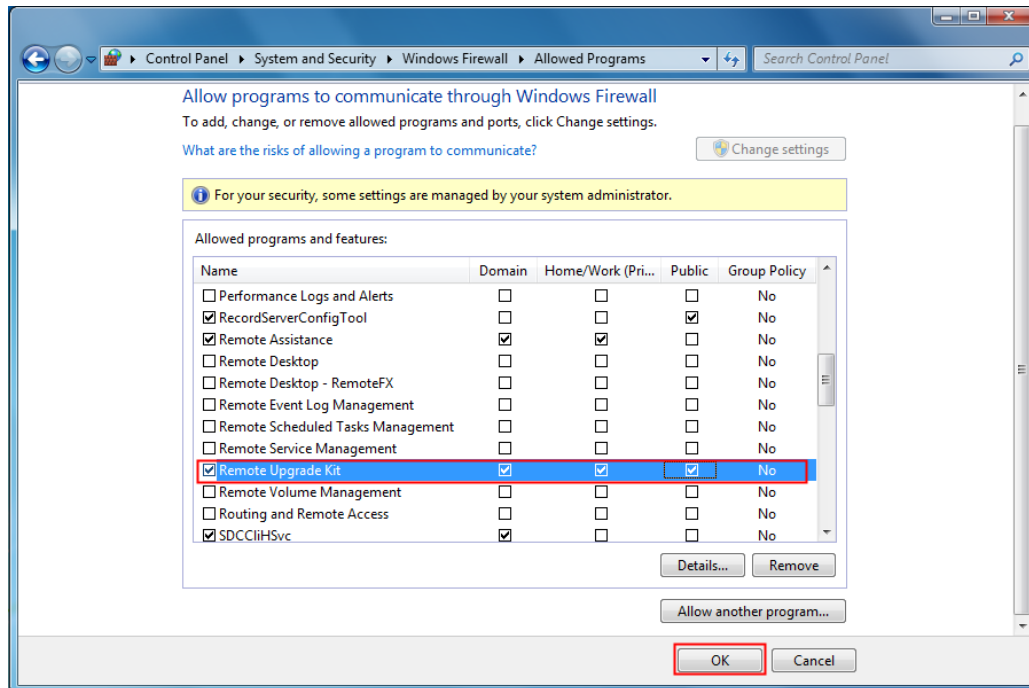 Control Panel System and Security Windows Firewall Allowed Programs Search Control Panel
Allow programs to communicate through Windows Firewall
To add, change, or remove allowed programs and ports, click Change settings.
What are the risks of allowing a program to communicate? Change settings
For your security, some settings are managed by your system administrator.
Allowed programs and features:
Name Domain Home/Work (Pri... Public Group Policy
Performance Logs and Alerts No
RecordServerConfigTool No
Remote Assistance No
Remote Desktop No
Remote Desktop - RemoteFX No
Remote Event Log Management No
Remote Scheduled Tasks Management No
Remote Service Management No
Remote Upgrade Kit No
Remote Volume Management No
Routing and Remote Access No
SDCCliHSvc No
Details... Remove
Allow another program...
OK Cancel